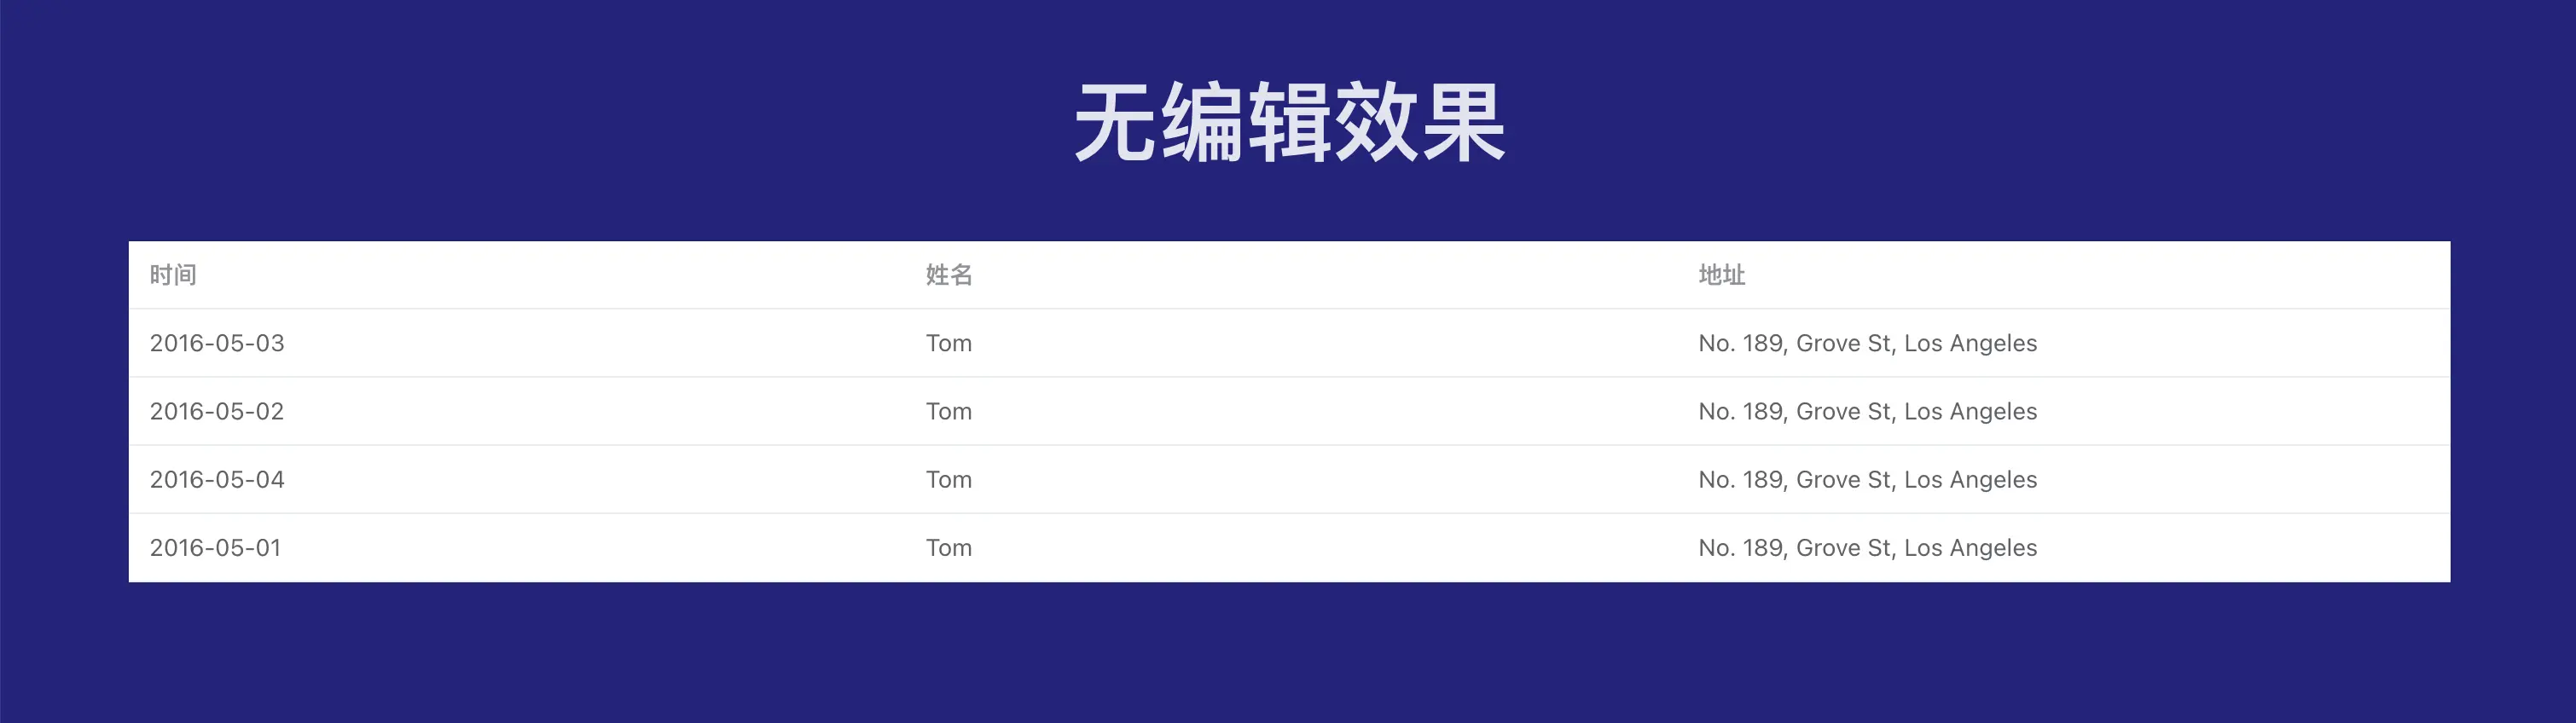 无编辑效果
时间 姓名 地址
2016-05-03 Tom No. 189, Grove St, Los Angeles
2016-05-02 Tom No. 189, Grove St, Los Angeles
2016-05-04 Tom No. 189, Grove St, Los Angeles
2016-05-01 Tom No. 189, Grove St, Los Angeles